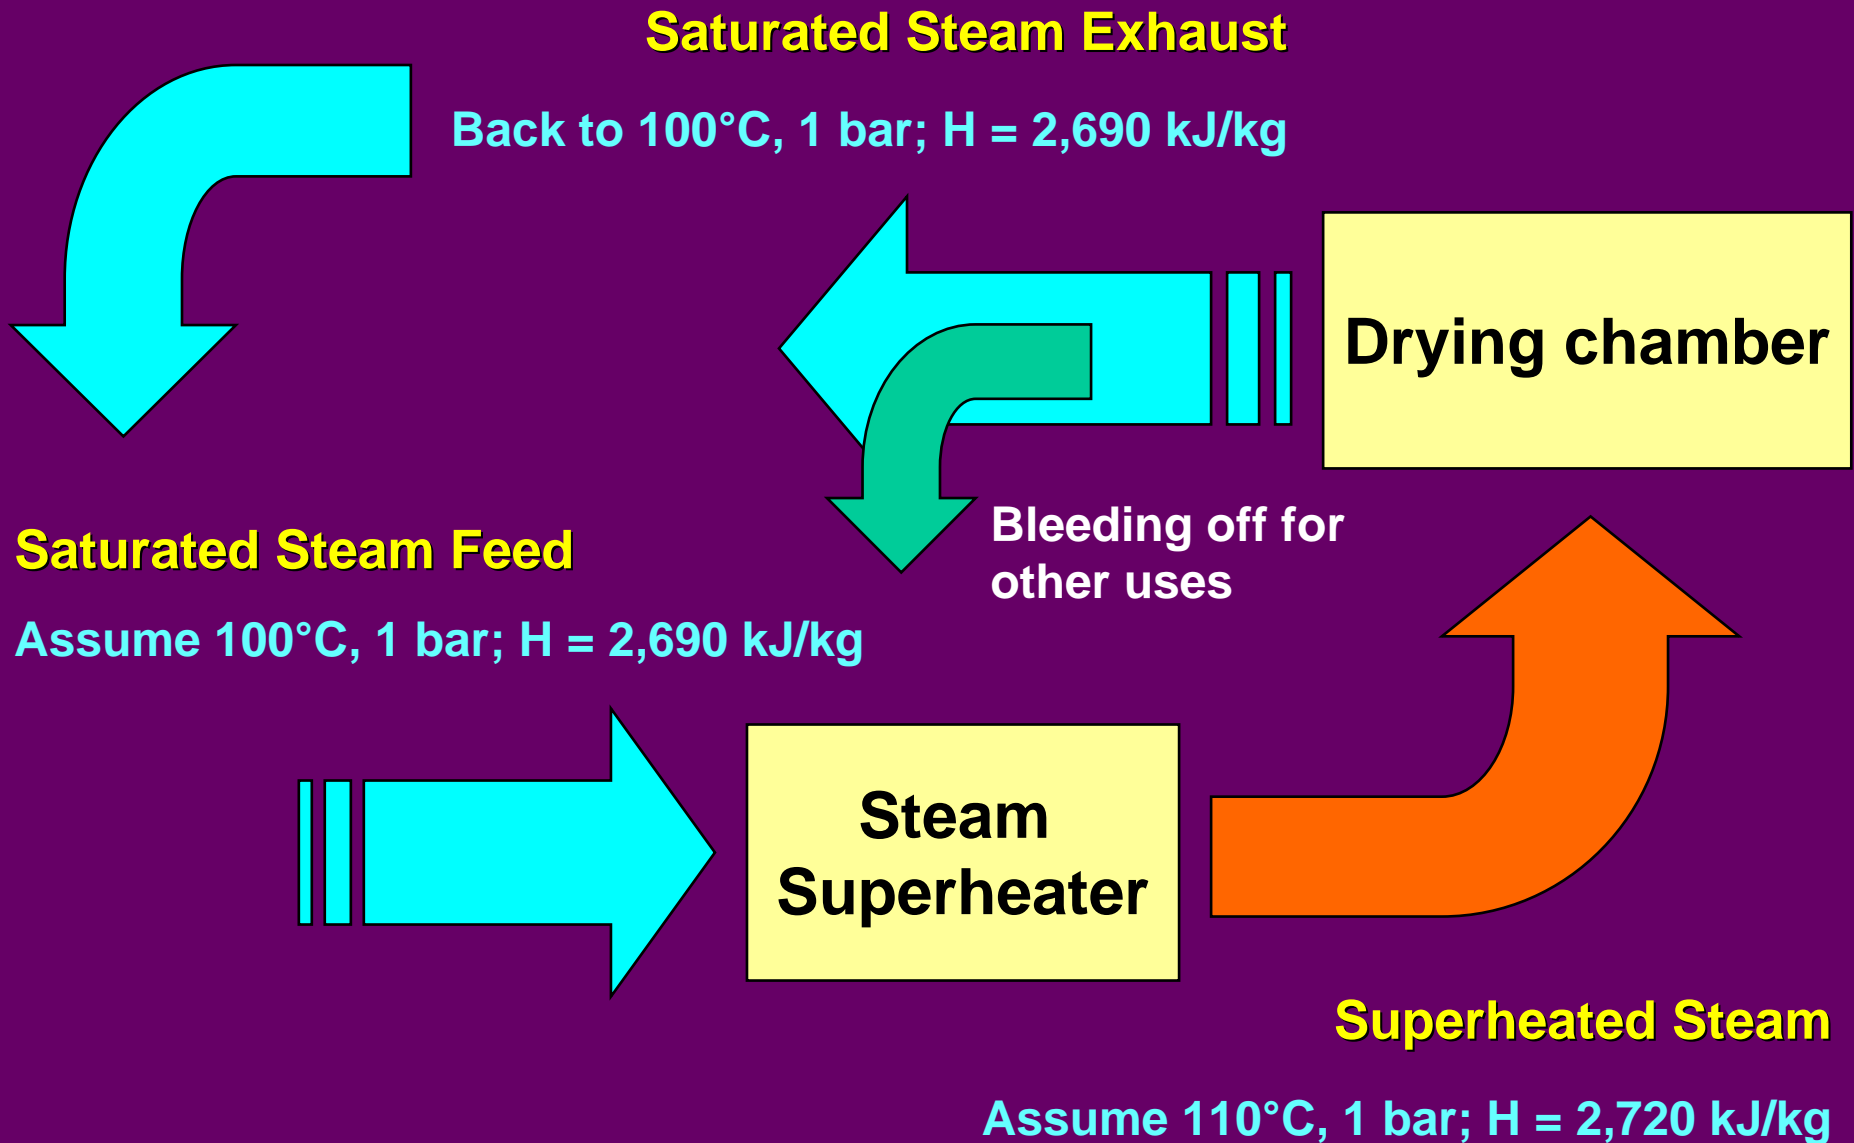 Saturated Steam Exhaust
Back to 100°C, 1 bar; H = 2,690 kJ/kg
Drying chamber
Bleeding off for
other uses
Saturated Steam Feed
Assume 100°C, 1 bar; H = 2,690 kJ/kg
Steam
Superheater
Superheated Steam
Assume 110°C, 1 bar; H = 2,720 kJ/kg